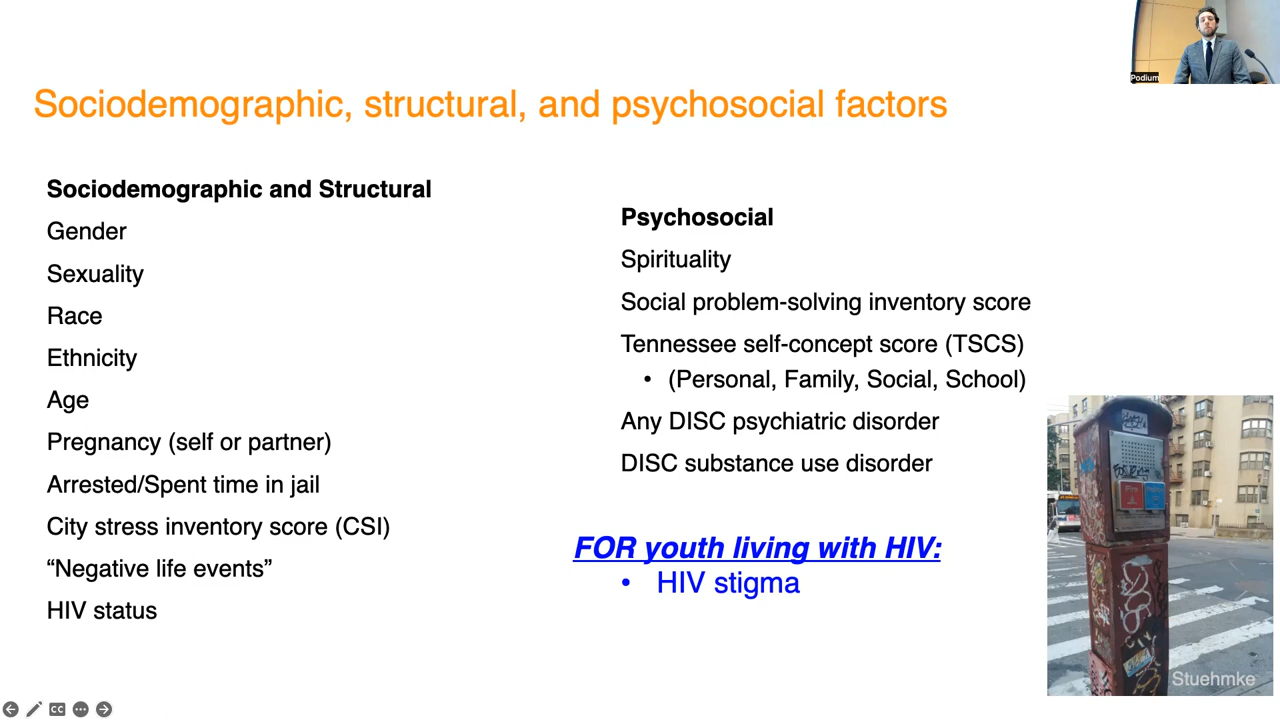 Podium
Sociodemographic, structural, and psychosocial factors
Sociodemographic and Structural
Gender
Sexuality
Race
Ethnicity
Age
Pregnancy (self or partner)
Arrested/Spent time in jail
City stress inventory score (CSI)
“Negative life events”
HIV status
Psychosocial
Spirituality
Social problem-solving inventory score
Tennessee self-concept score (TSCS)
• (Personal, Family, Social, School)
Any DISC psychiatric disorder
DISC substance use disorder
FOR youth living with HIV:
• HIV stigma
Stuehmke
CC